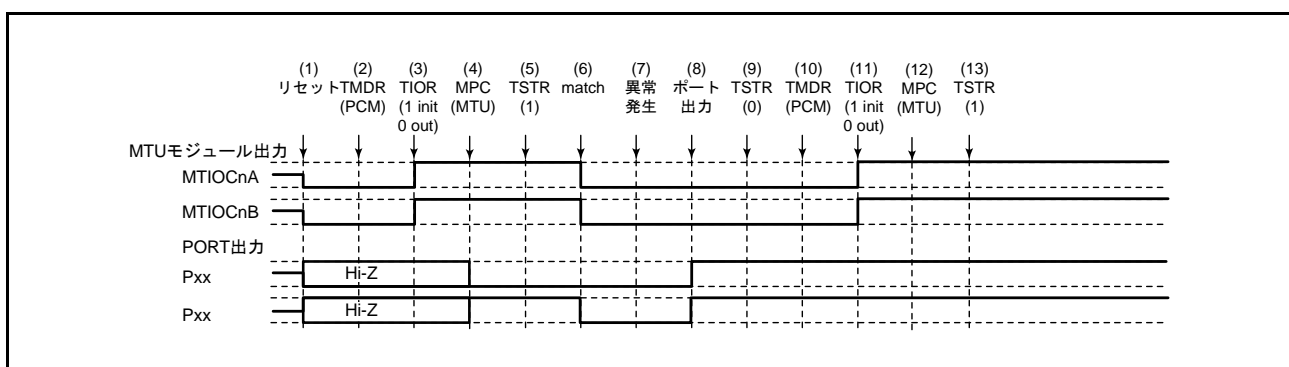 (1) (2) (3) (4) (5) (6) (7) (8) (9) (10) (11) (12) (13)
リセット TMDR TIOR MPC TSTR match 異常 ポート TSTR TMDR TIOR MPC TSTR
(PCM) (1 init (MTU) (1) 発生 出力 (0) (PCM) (1 init (MTU) (1)
0 out) 0 out)
MTUモジュール出力
MTIOCnA
MTIOCnB
PORT出力
Pxx Hi-Z
Pxx Hi-Z